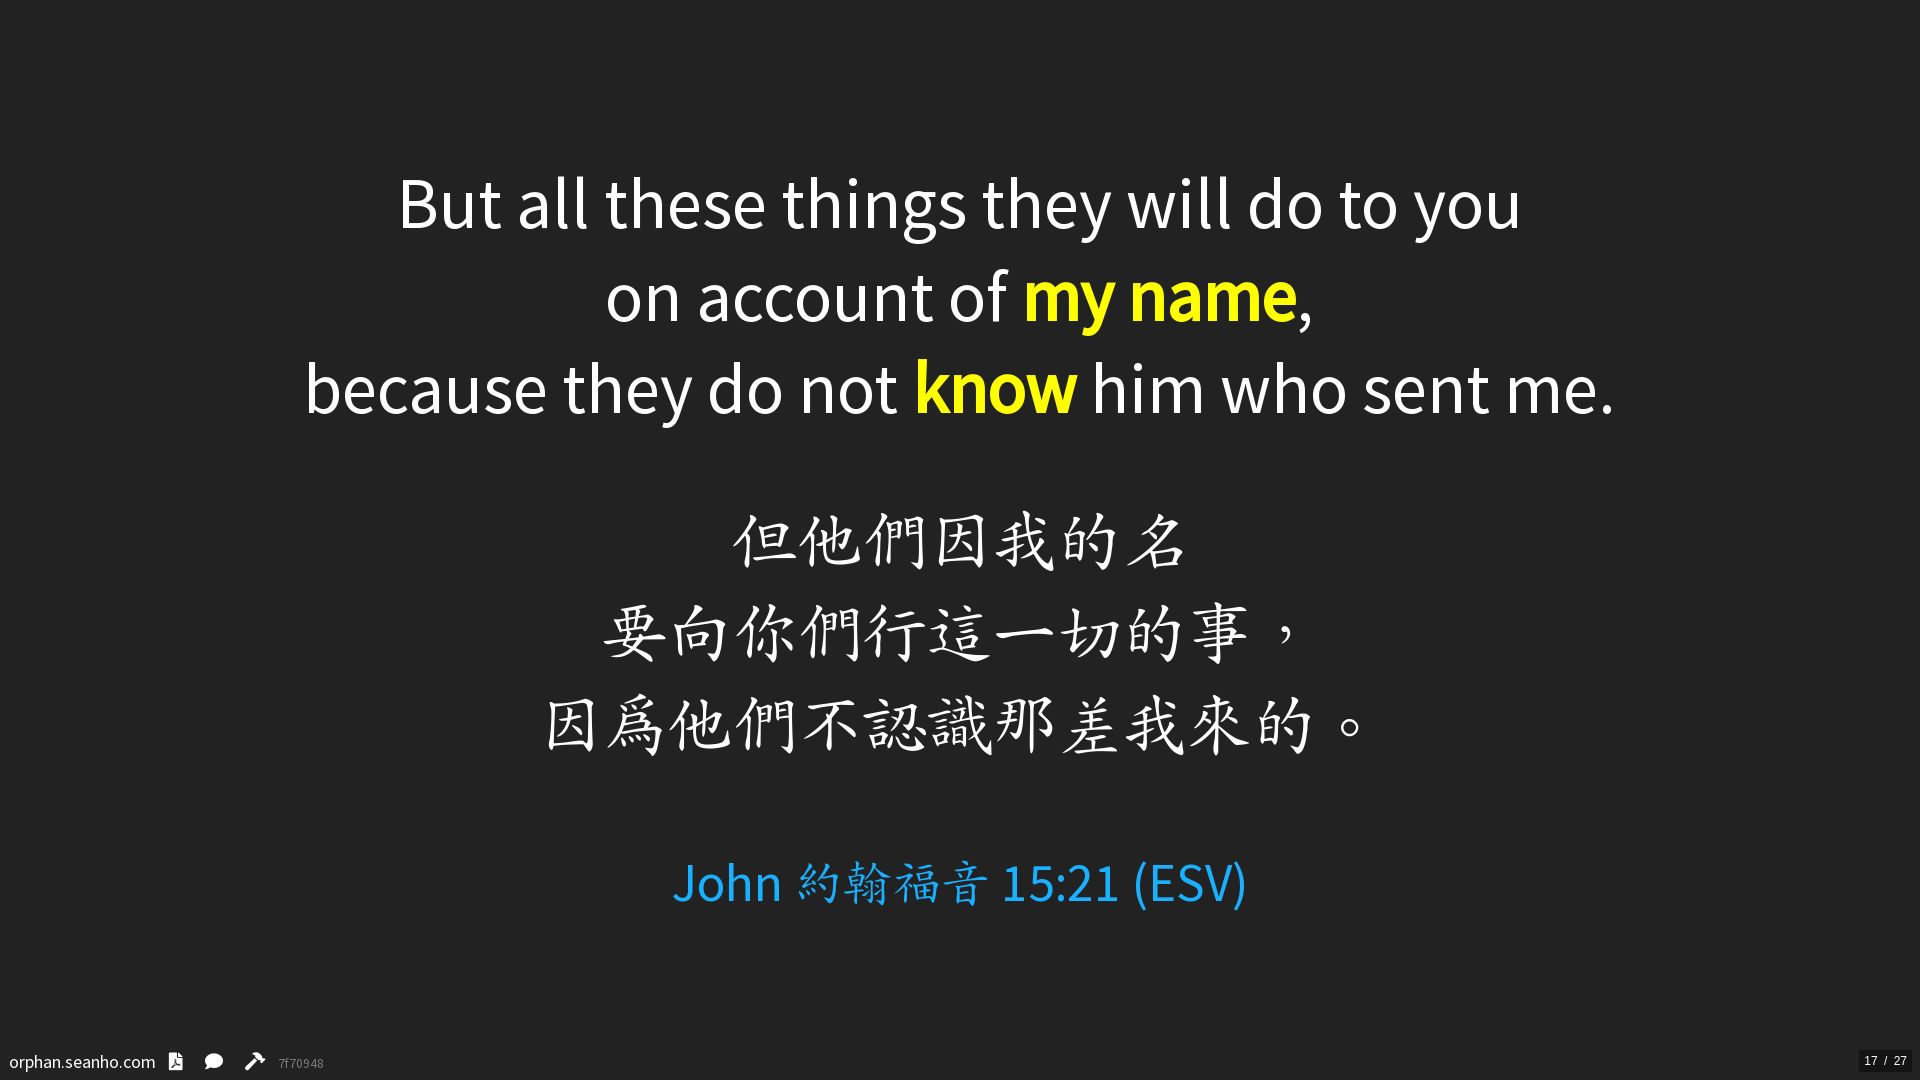 But all these things they will do to you
on account of my name,
because they do not know him who sent me.
但他們因我的名
要向你們行這一切的事，
因爲他們不認識那差我來的。
John 約翰福音 15:21 (ESV)
orphan.seanho.com 7f70948
17 / 27